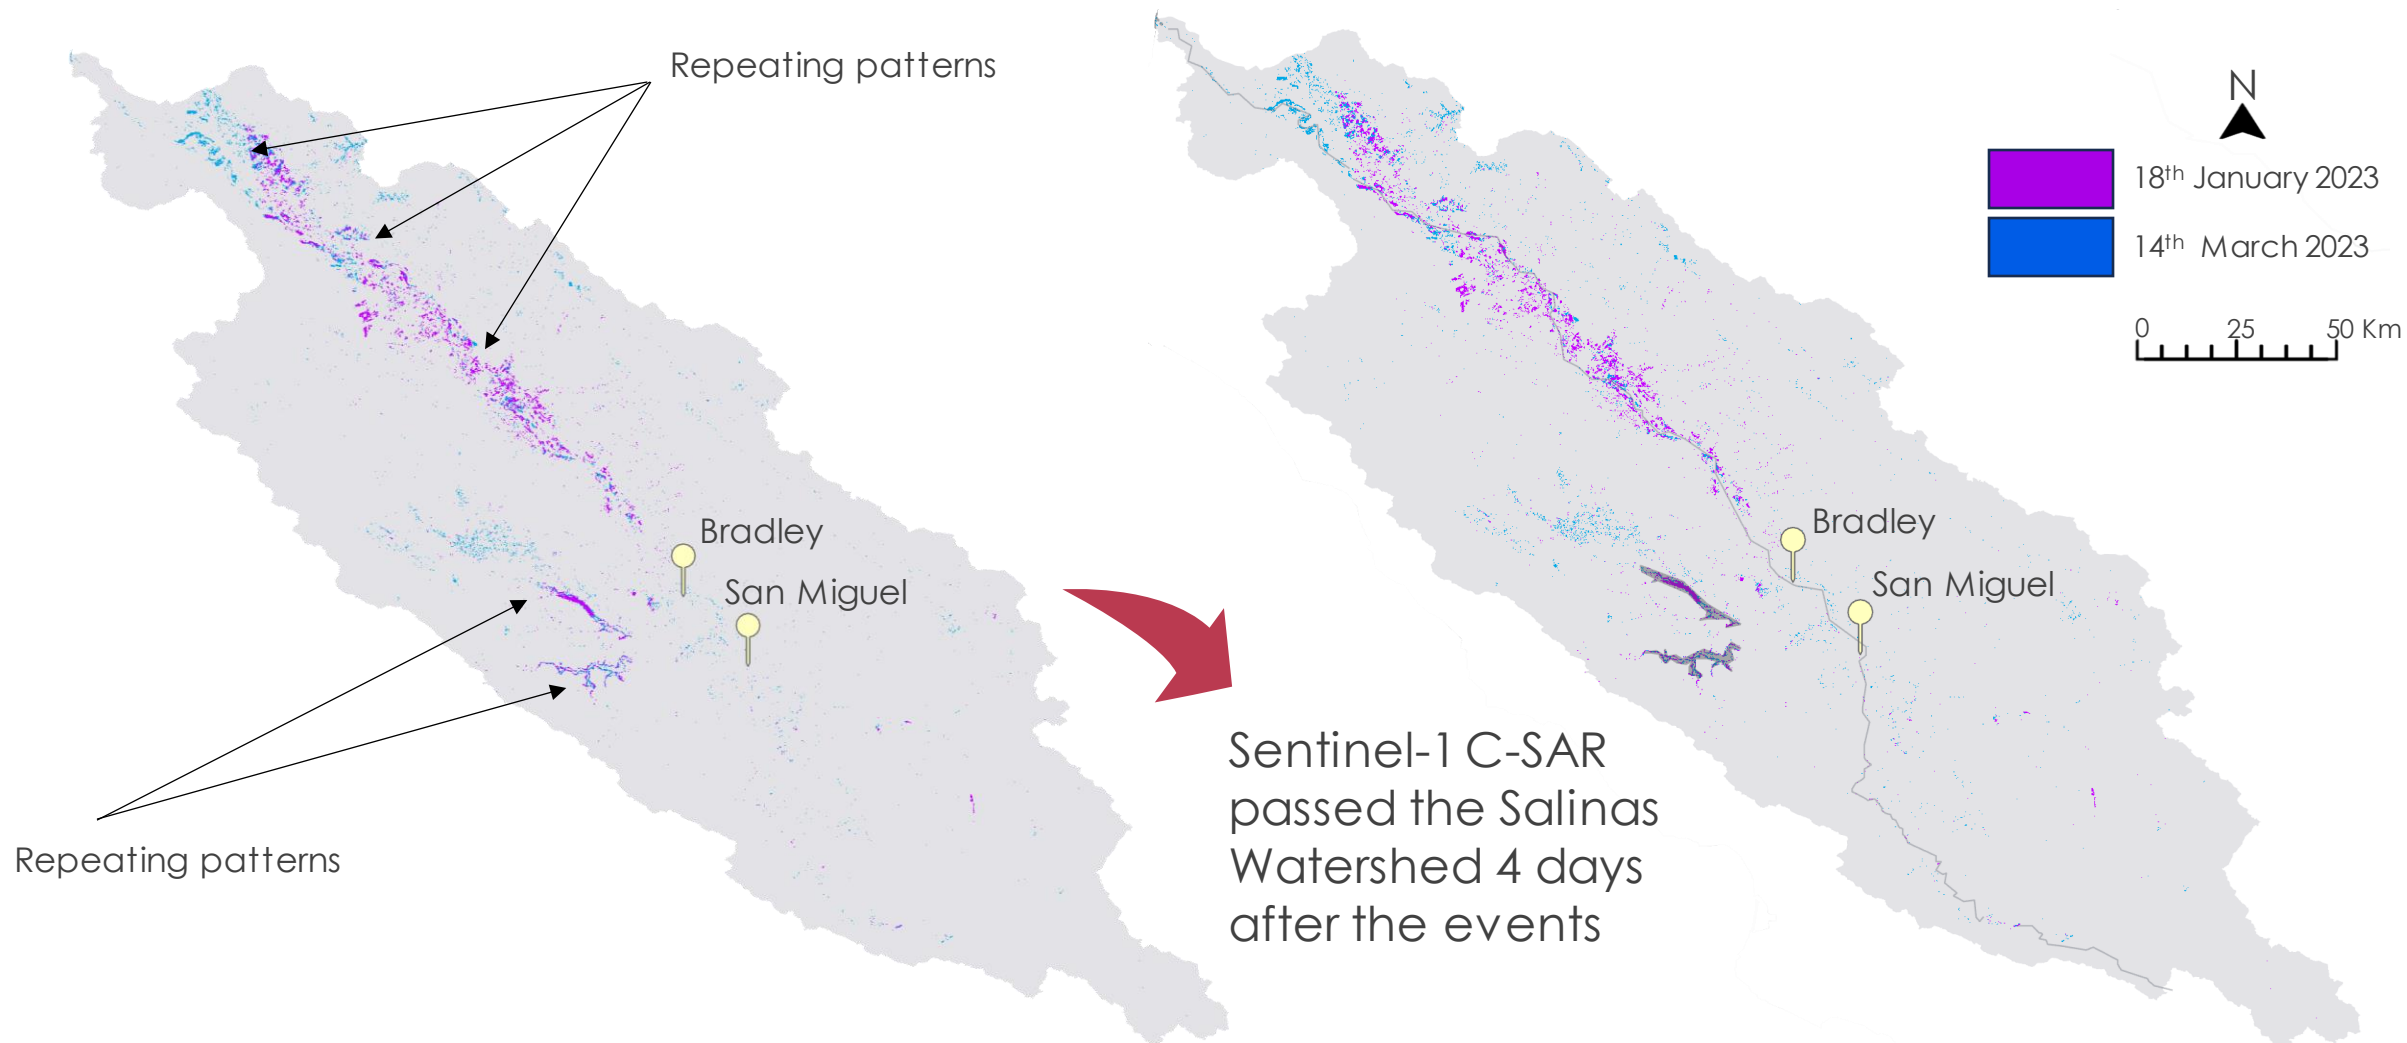 Repeating patterns
N
18th January 2023
14th March 2023
0 25 50 Km
Bradley
San Miguel
Bradley
San Miguel
Sentinel-1 C-SAR
passed the Salinas
Watershed 4 days
after the events
Repeating patterns